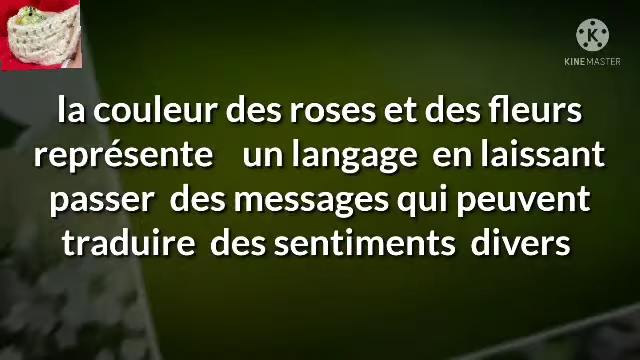 KINEMASTER
la couleur des roses et des fleurs
représente un langage en laissant
passer des messages qui peuvent
traduire des sentiments divers